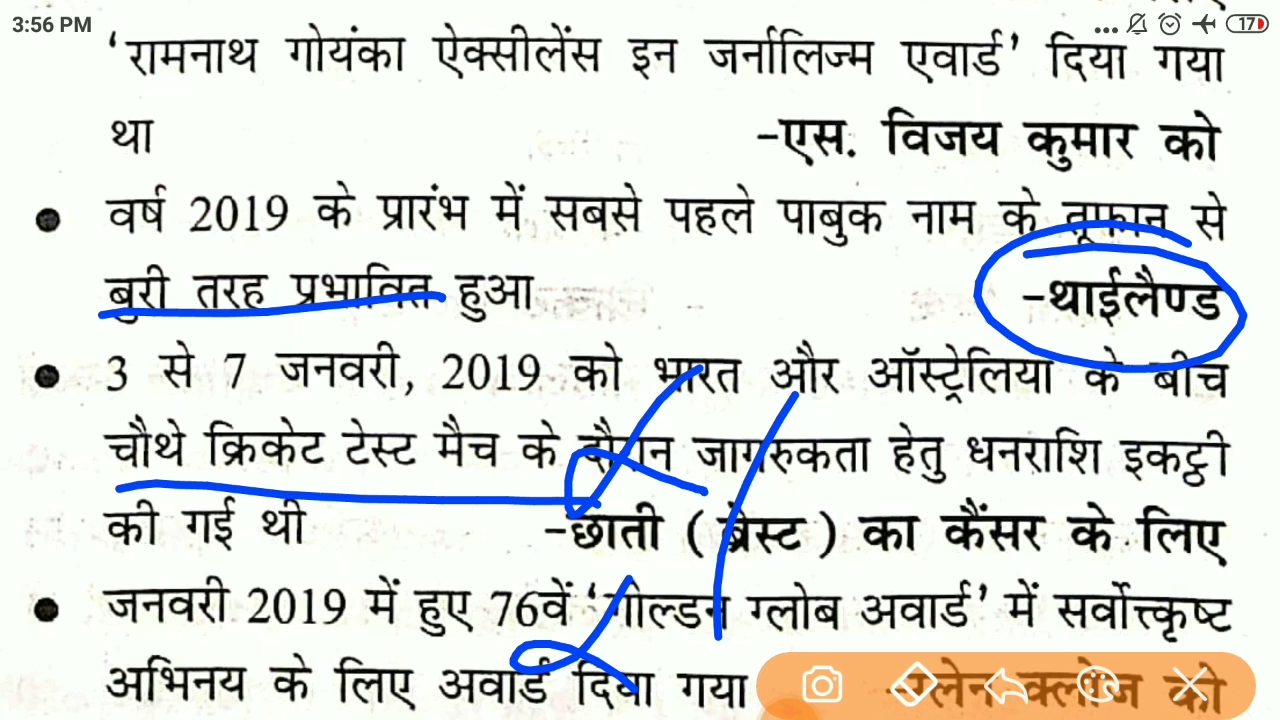 3:56 PM
17
'रामनाथ गोयंका ऐक्सीलेंस इन जर्नालिज्म एवार्ड' दिया गया
था -एस. विजय कुमार को
वर्ष 2019 के प्रारंभ में सबसे पहले पाबुक नाम के तूफान से
बुरी तरह प्रभावित हुआ -थाईलैण्ड
3 से 7 जनवरी, 2019 को भारत और ऑस्ट्रेलिया के बीच
चौथे क्रिकेट टेस्ट मैच के दौरान जागरुकता हेतु धनराशि इकट्ठी
की गई थी -छाती ( ब्रेस्ट ) का कैंसर के लिए
जनवरी 2019 में हुए 76वें 'गोल्डन ग्लोब अवार्ड' में सर्वोत्त्कृष्ट
अभिनय के लिए अवार्ड दिया गया -ग्लेन क्लोज को